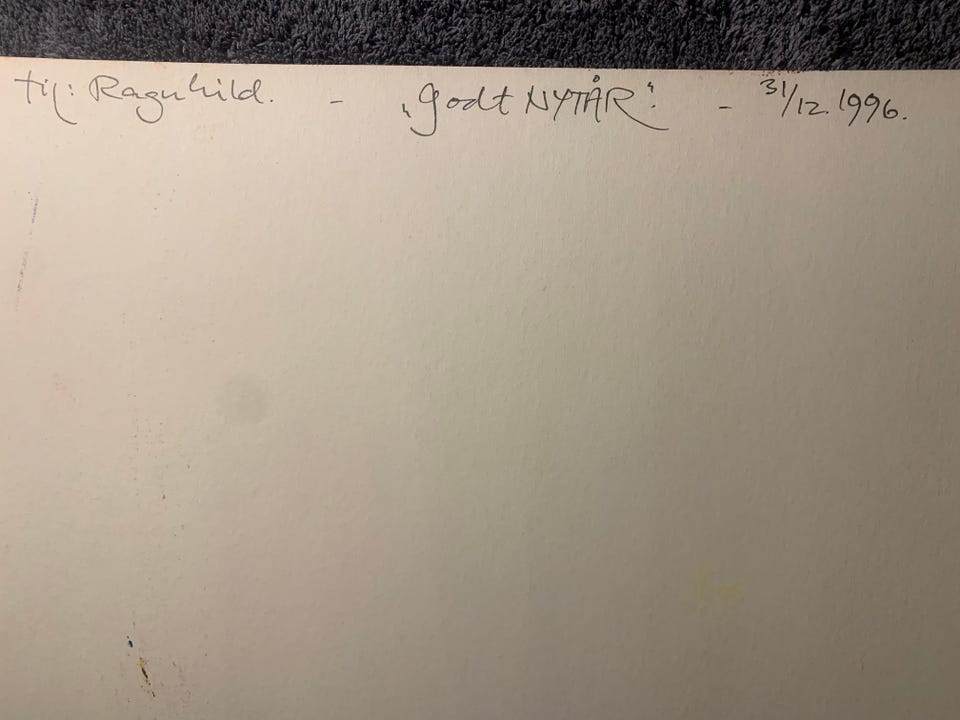 til: Ragnhild. - „Godt NYTÅR“. - 31/12.1996.